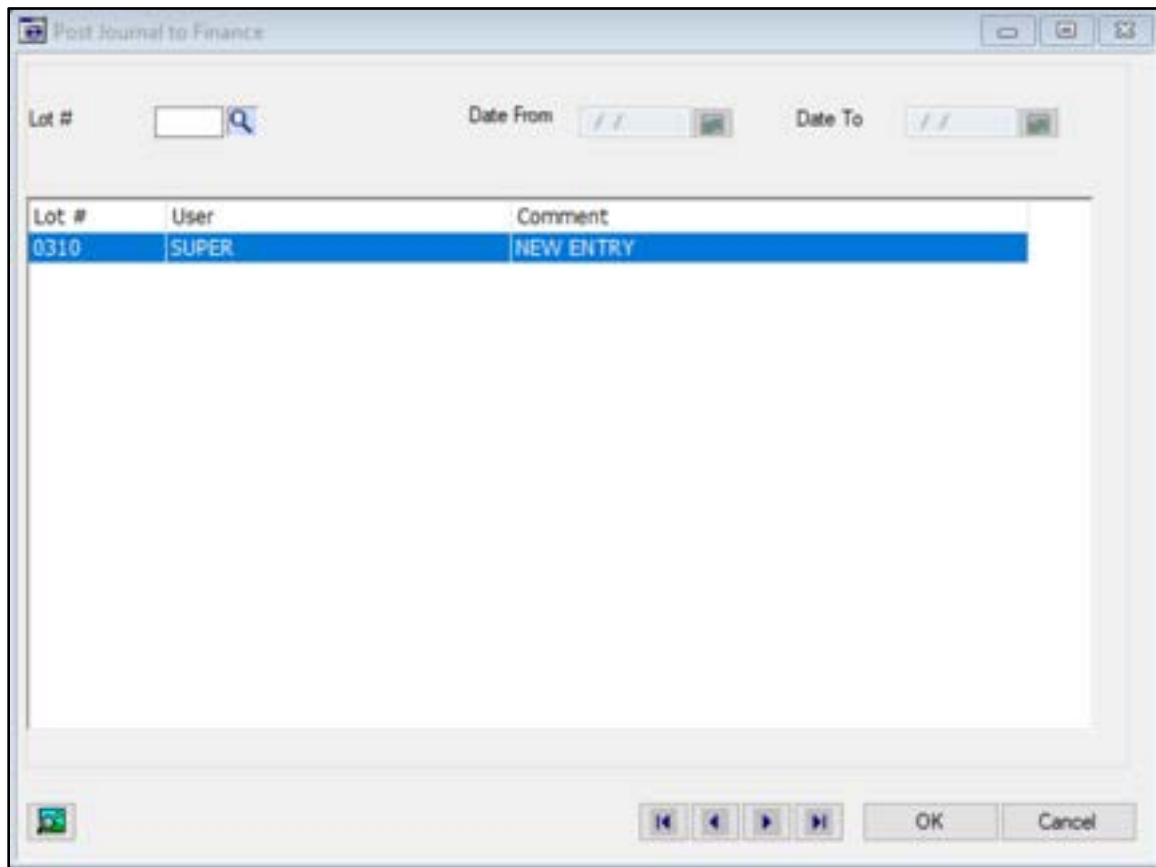 Post Journal to Finance
Lot # Date From / / Date To / /
Lot # User Comment
0310 SUPER NEW ENTRY
OK Cancel